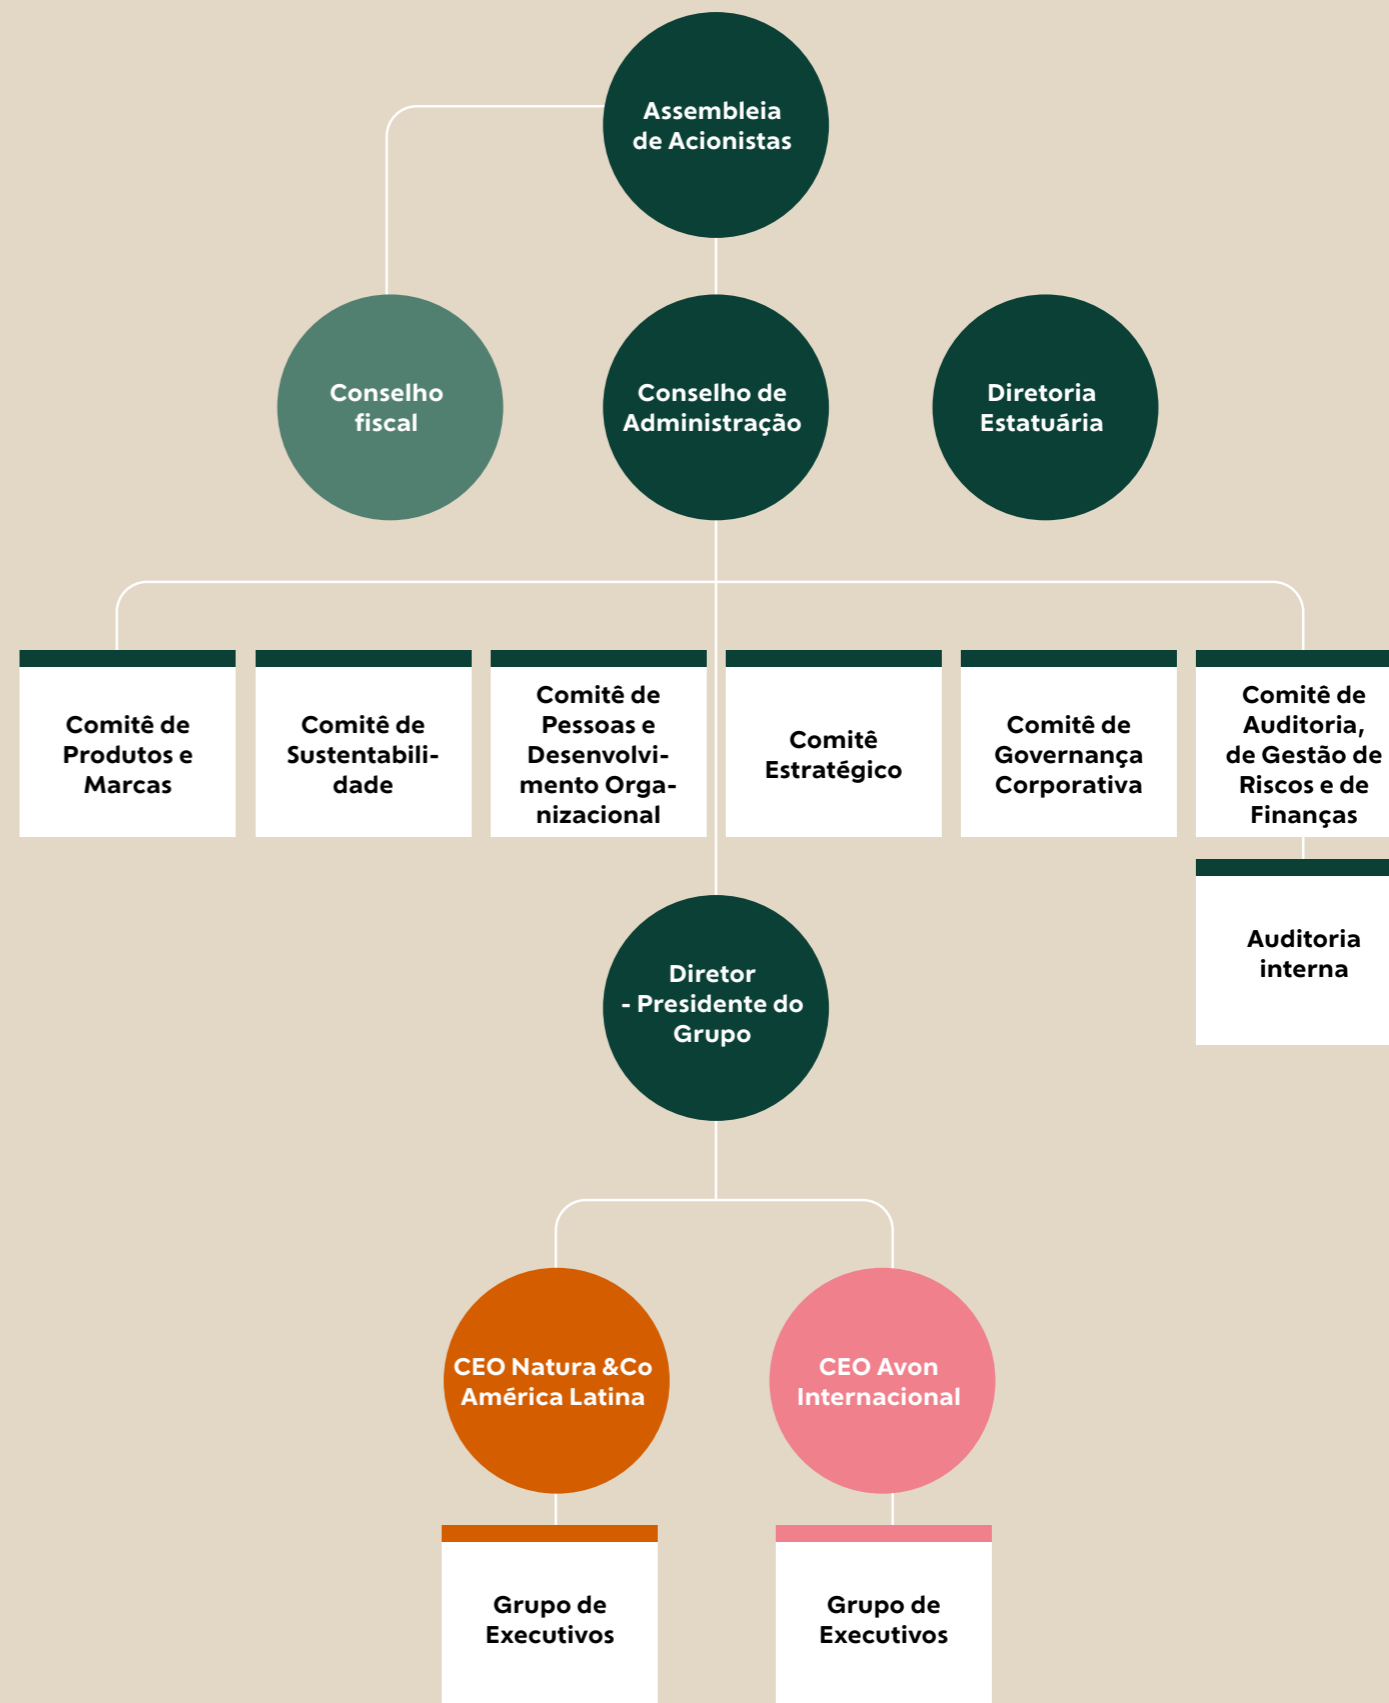 Assembleia
de Acionistas
Conselho
fiscal
Conselho de
Administração
Diretoria
Estatuária
Comitê de
Produtos e
Marcas
Comitê de
Sustentabili-
dade
Comitê de
Pessoas e
Desenvolvi-
mento Orga-
nizacional
Comitê
Estratégico
Comitê de
Governança
Corporativa
Comitê de
Auditoria,
de Gestão de
Riscos e de
Finanças
Auditoria
interna
Diretor
- Presidente do
Grupo
CEO Natura &Co
América Latina
CEO Avon
Internacional
Grupo de
Executivos
Grupo de
Executivos